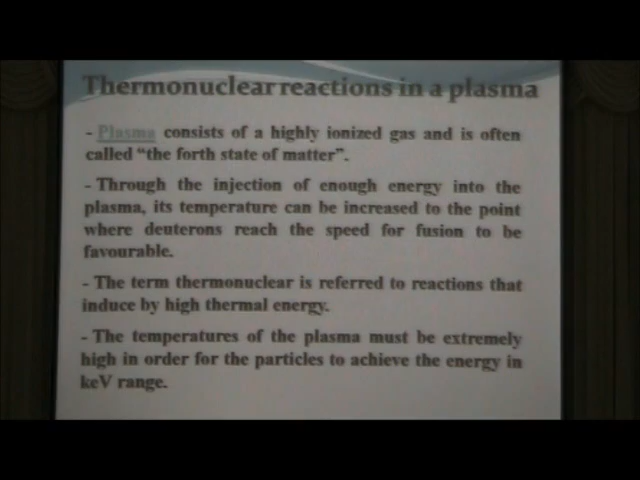 Thermonuclear reactions in a plasma
- Plasma consists of a highly ionized gas and is often
called “the forth state of matter”.
- Through the injection of enough energy into the
plasma, its temperature can be increased to the point
where deuterons reach the speed for fusion to be
favourable.
- The term thermonuclear is referred to reactions that
induce by high thermal energy.
- The temperatures of the plasma must be extremely
high in order for the particles to achieve the energy in
keV range.